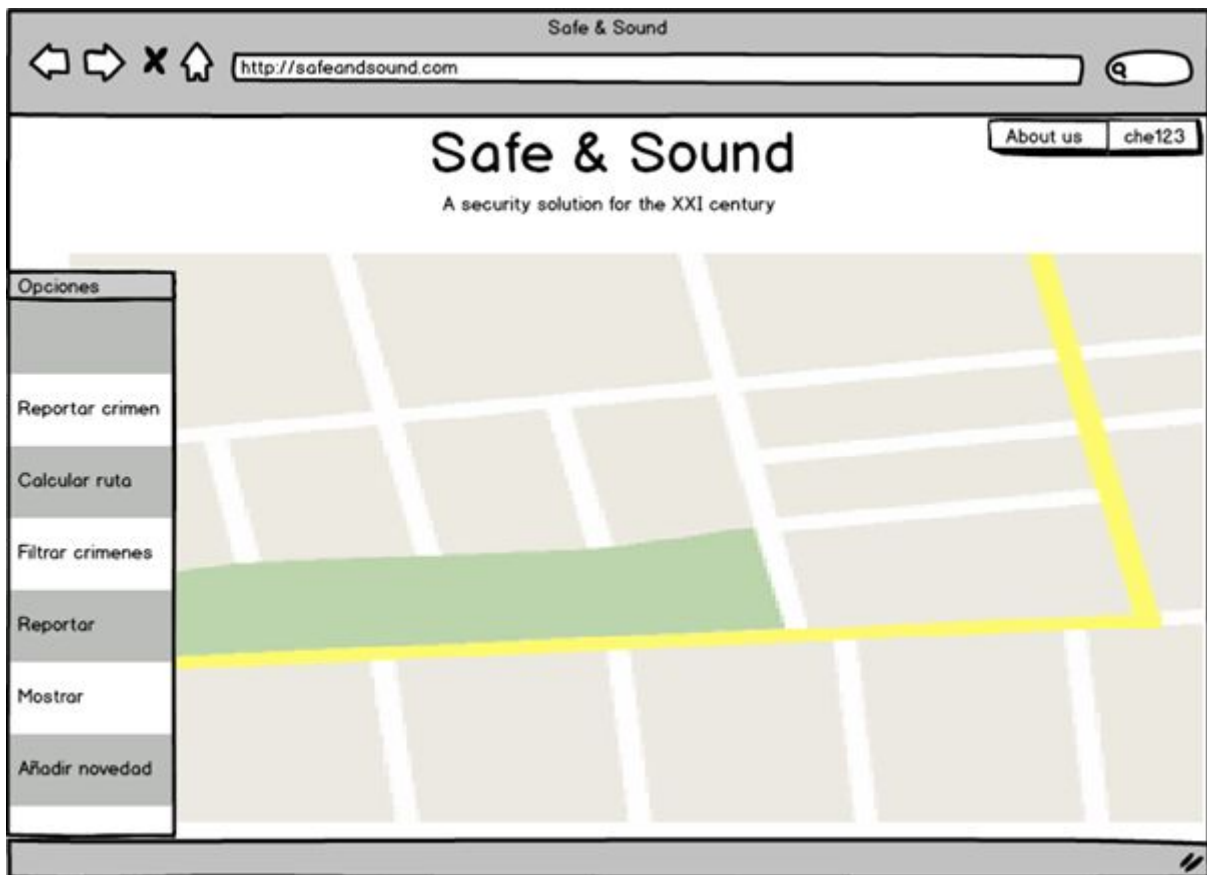 Safe & Sound
http://safeandsound.com
About us
che123
Safe & Sound
A security solution for the XXI century
Opciones
Reportar crimen
Calcular ruta
Filtrar crimenes
Reportar
Mostrar
Añadir novedad